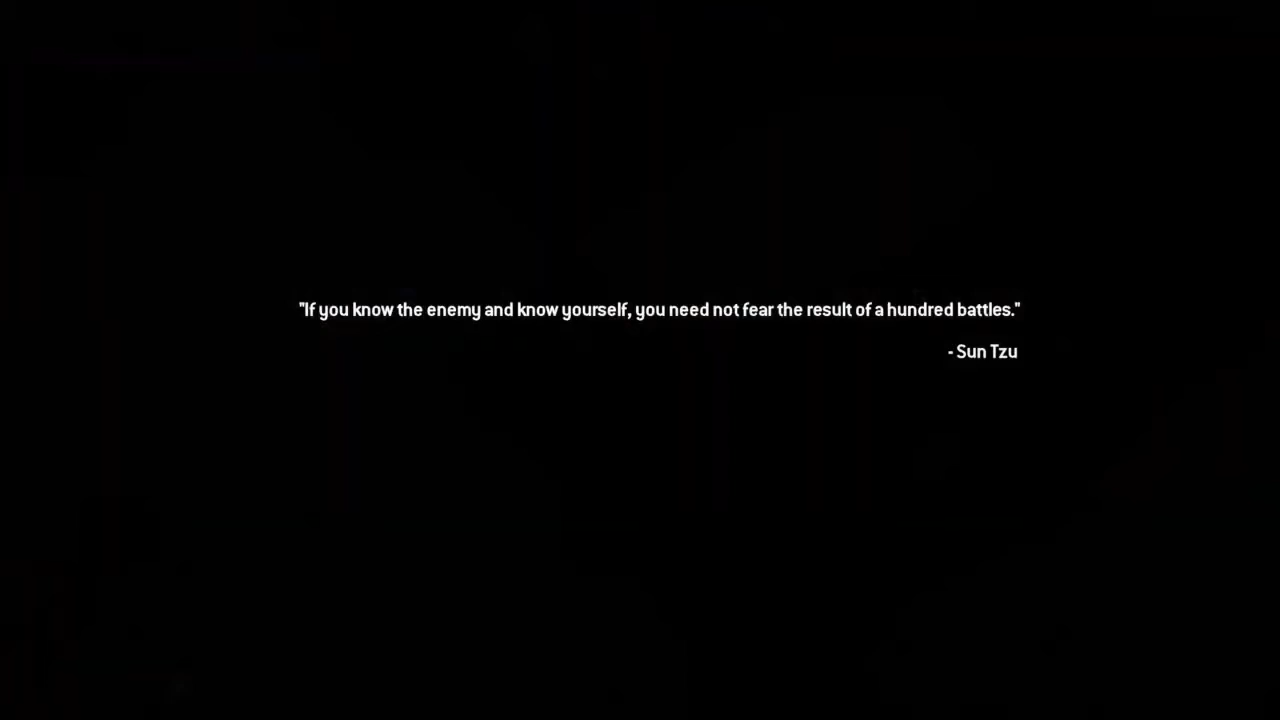 "If you know the enemy and know yourself, you need not fear the result of a hundred battles."
- Sun Tzu